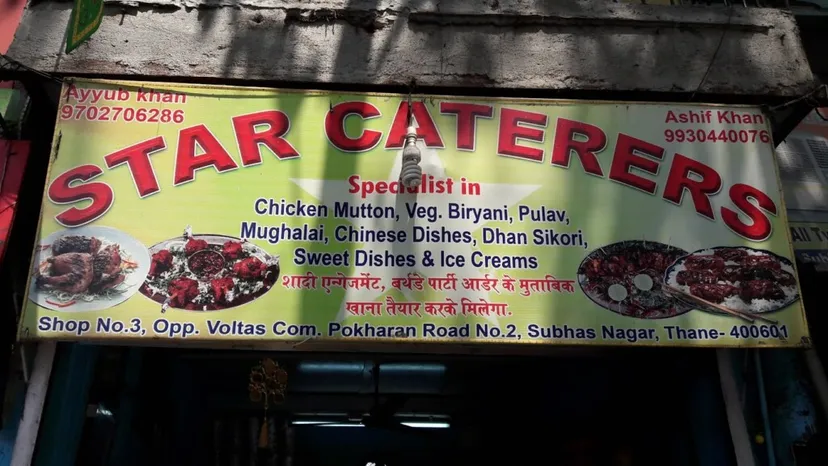 Ayyub khan
9702706286
Ashif Khan
9930440076
STAR CATERERS
Specialist in
Chicken Mutton, Veg. Biryani, Pulav,
Mughalai, Chinese Dishes, Dhan Sikori,
Sweet Dishes & Ice Creams
शादी एन्गेजमेंट, बर्थडे पार्टी आर्डर के मुताबिक
खाना तैयार करके मिलेगा.
Shop No.3, Opp. Voltas Com. Pokharan Road No.2, Subhas Nagar, Thane- 400601